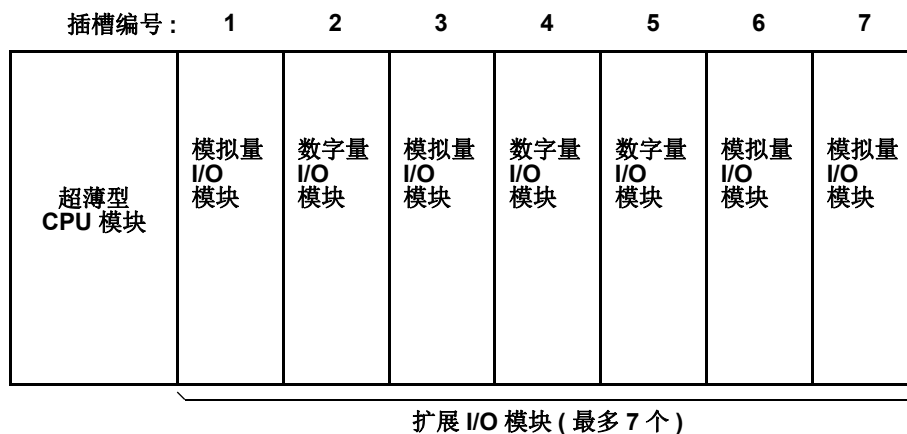 插槽编号 : 1 2 3 4 5 6 7
超薄型
CPU 模块
模拟量
I/O
模块
数字量
I/O
模块
模拟量
I/O
模块
数字量
I/O
模块
数字量
I/O
模块
模拟量
I/O
模块
模拟量
I/O
模块
扩展 I/O 模块 ( 最多 7 个 )